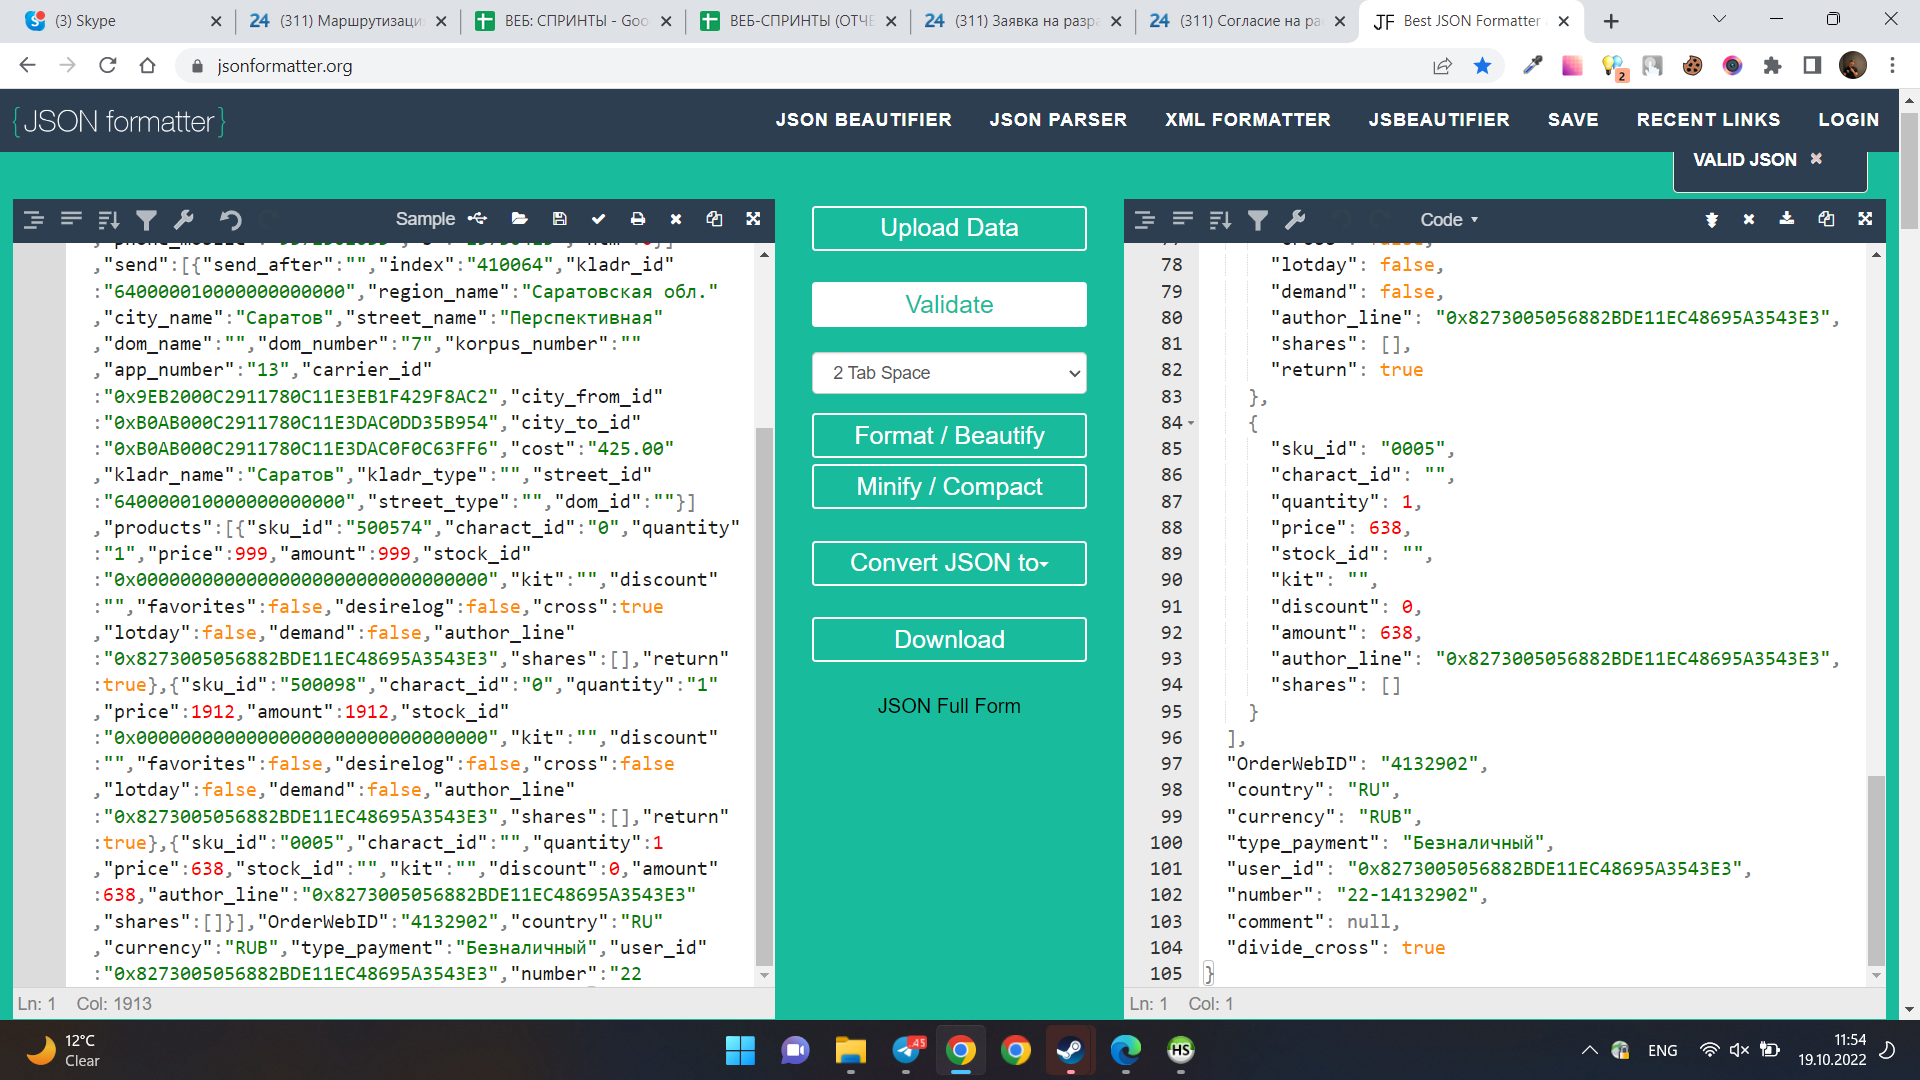 (3) Skype
(311) Маршрутизаци
ВЕБ: СПРИНТЫ - Goo
ВЕБ-СПРИНТЫ (ОТЧЕ
(311) Заявка на разра
(311) Согласие на ра
Best JSON Formatter
jsonformatter.org
{JSON formatter}
JSON BEAUTIFIER
JSON PARSER
XML FORMATTER
JSBEAUTIFIER
SAVE
RECENT LINKS
LOGIN
VALID JSON
Sample
Code
,"send":[{"send_after":"","index":"410064","kladr_id"
:"640000010000000000000","region_name":"Саратовская обл."
,"city_name":"Саратов","street_name":"Перспективная"
,"dom_name":"","dom_number":"7","korpus_number":""
,"app_number":"13","carrier_id"
:"0x9EB2000C2911780C11E3EB1F429F8AC2","city_from_id"
:"0xB0AB000C2911780C11E3DAC0DD35B954","city_to_id"
:"0xB0AB000C2911780C11E3DAC0F0C63FF6","cost":"425.00"
,"kladr_name":"Саратов","kladr_type":"","street_id"
:"640000010000000000000","street_type":"","dom_id":""}]
,"products":[{"sku_id":"500574","charact_id":"0","quantity"
:"1","price":999,"amount":999,"stock_id"
:"0x00000000000000000000000000000000","kit":"","discount"
:"","favorites":false,"desirelog":false,"cross":true
,"lotday":false,"demand":false,"author_line"
:"0x8273005056882BDE11EC48695A3543E3","shares":[],"return"
:true},{"sku_id":"500098","charact_id":"0","quantity":"1"
,"price":1912,"amount":1912,"stock_id"
:"0x00000000000000000000000000000000","kit":"","discount"
:"","favorites":false,"desirelog":false,"cross":false
,"lotday":false,"demand":false,"author_line"
:"0x8273005056882BDE11EC48695A3543E3","shares":[],"return"
:true},{"sku_id":"0005","charact_id":"","quantity":1
,"price":638,"stock_id":"","kit":"","discount":0,"amount"
:638,"author_line":"0x8273005056882BDE11EC48695A3543E3"
,"shares":[]}],"OrderWebID":"4132902","country":"RU"
,"currency":"RUB","type_payment":"Безналичный","user_id"
:"0x8273005056882BDE11EC48695A3543E3","number":"22
Ln: 1 Col: 1913
Upload Data
Validate
2 Tab Space
Format / Beautify
Minify / Compact
Convert JSON to
Download
JSON Full Form
78 "lotday": false,
79 "demand": false,
80 "author_line": "0x8273005056882BDE11EC48695A3543E3",
81 "shares": [],
82 "return": true
83 },
84 {
85 "sku_id": "0005",
86 "charact_id": "",
87 "quantity": 1,
88 "price": 638,
89 "stock_id": "",
90 "kit": "",
91 "discount": 0,
92 "amount": 638,
93 "author_line": "0x8273005056882BDE11EC48695A3543E3",
94 "shares": []
95 }
96 ],
97 "OrderWebID": "4132902",
98 "country": "RU",
99 "currency": "RUB",
100 "type_payment": "Безналичный",
101 "user_id": "0x8273005056882BDE11EC48695A3543E3",
102 "number": "22-14132902",
103 "comment": null,
104 "divide_cross": true
105 }
Ln: 1 Col: 1
12°C
Clear
45
HS
ENG
11:54
19.10.2022